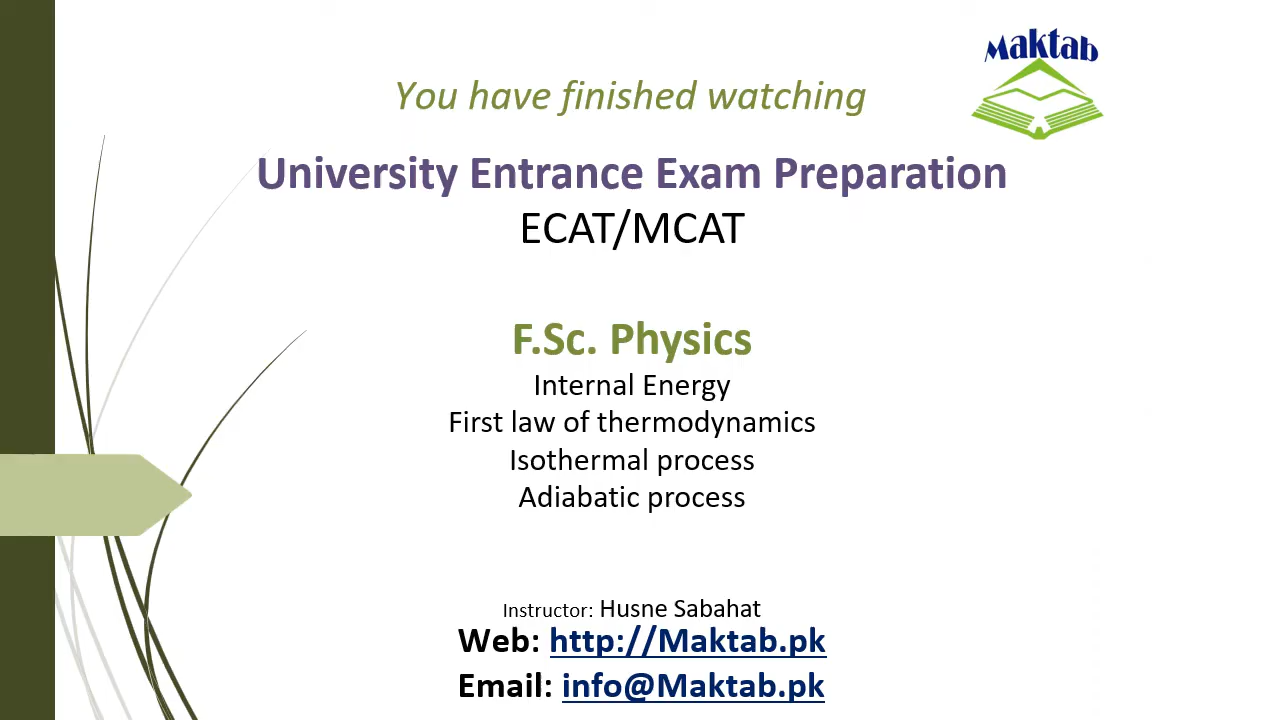 Maktab
You have finished watching
University Entrance Exam Preparation
ECAT/MCAT
F.Sc. Physics
Internal Energy
First law of thermodynamics
Isothermal process
Adiabatic process
Instructor: Husne Sabahat
Web: http://Maktab.pk
Email: info@Maktab.pk